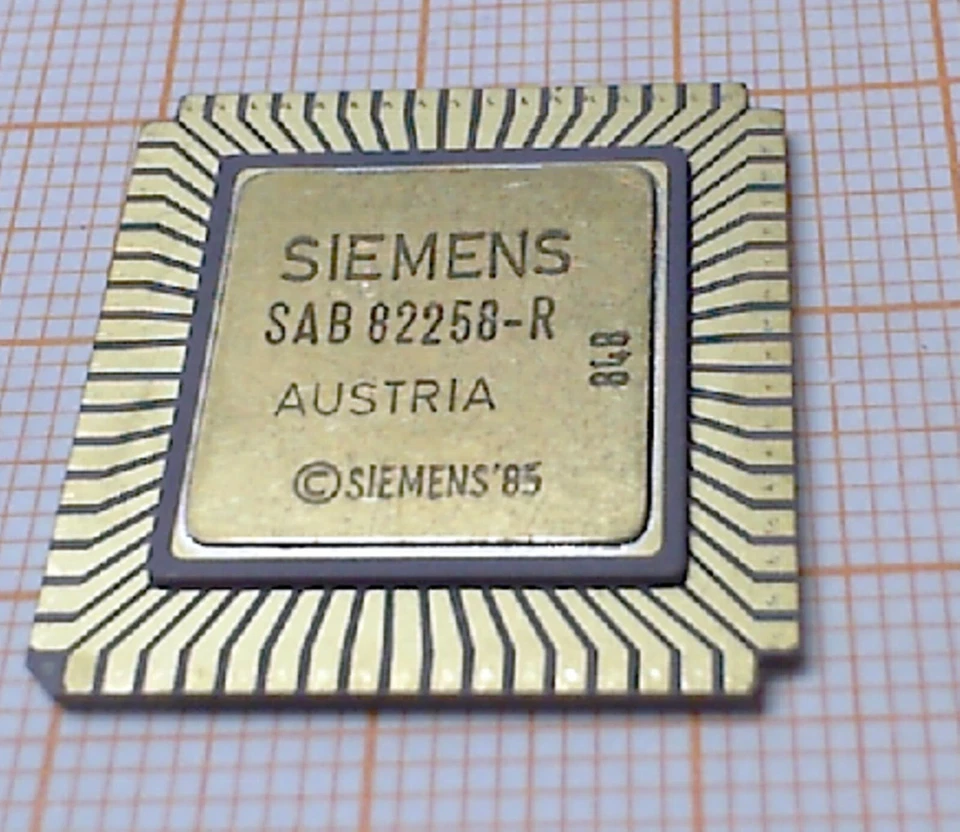 SIEMENS
SAB 82258-R
AUSTRIA
©SIEMENS'85
848